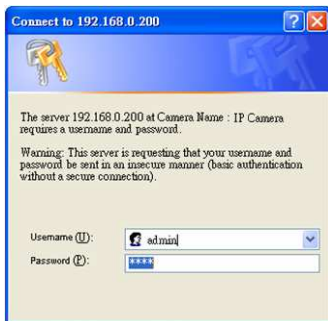 Connect to 192.168.0.200
The server 192.168.0.200 at Camera Name : IP Camera
requires a username and password.
Warning: This server is requesting that your username and
password be sent in an insecure manner (basic authentication
without a secure connection).
Username (U):
admin
Password (P):
****